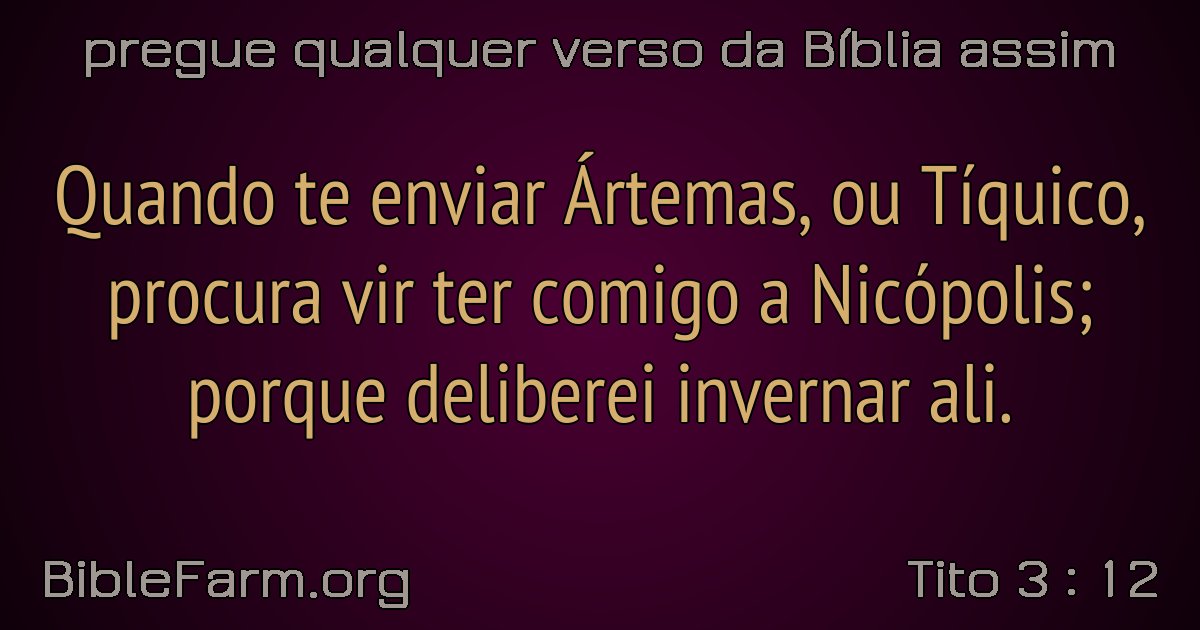 pregue qualquer verso da Bíblia assim
Quando te enviar Ártemas, ou Tíquico,
procura vir ter comigo a Nicópolis;
porque deliberei invernar ali.
BibleFarm.org
Tito 3 : 12